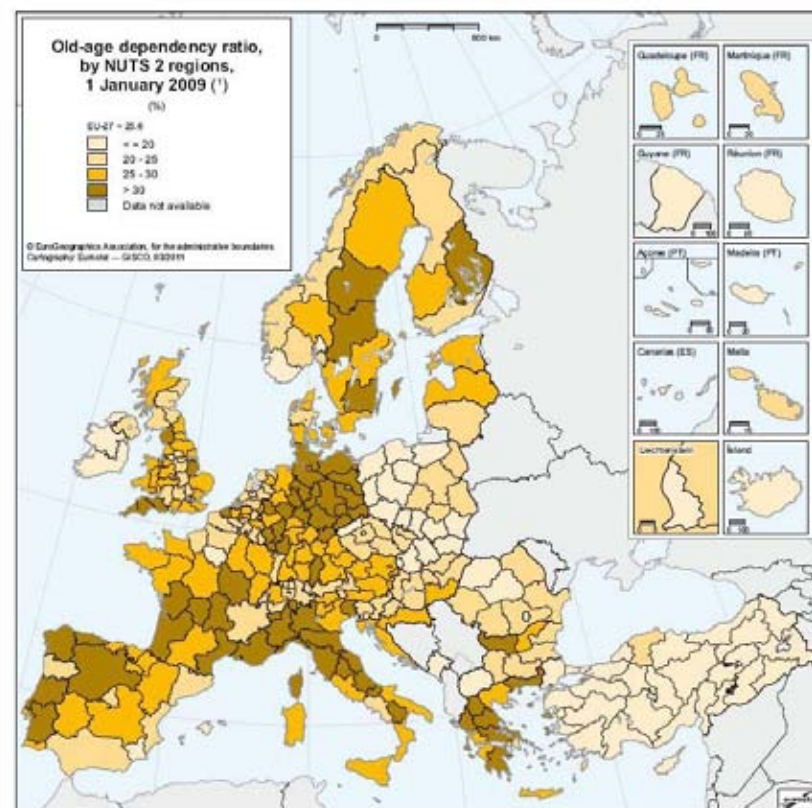 Old-age dependency ratio,
by NUTS 2 regions,
1 January 2009 (¹)
(%)
EU-27 = 25.6
<= 20
20 - 25
25 - 30
> 30
Data not available
© EuroGeographics Association, for the administrative boundaries
Cartography: Eurostat — GISCO, 03/2011
0
600 km
Guadeloupe (FR)
Martinique (FR)
Guyane (FR)
Réunion (FR)
Açores (PT)
Madeira (PT)
Canarias (ES)
Malta
Liechtenstein
Ísland